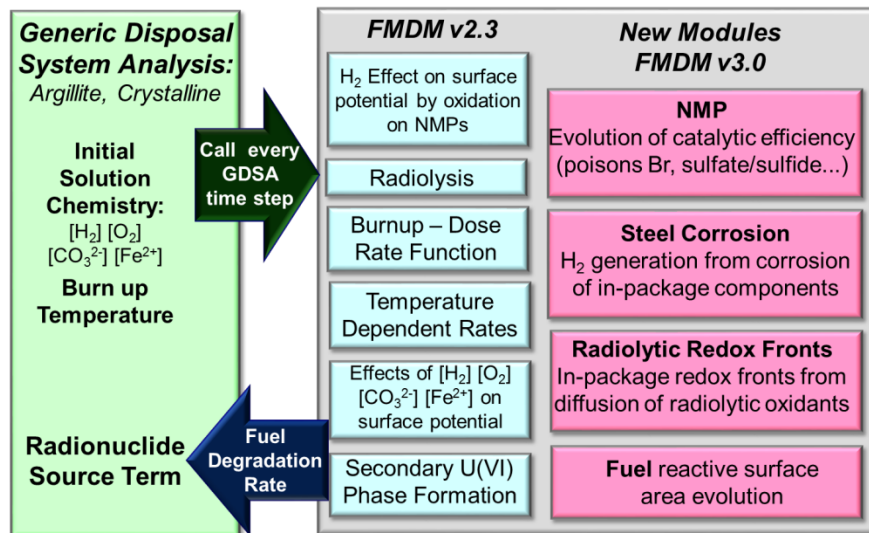 Generic Disposal
System Analysis:
Argillite, Crystalline
Initial
Solution
Chemistry:
[H₂] [O₂]
[CO₃²⁻] [Fe²⁺]
Burn up
Temperature
Radionuclide
Source Term
Call every
GDSA
time step
Fuel
Degradation
Rate
FMDM v2.3
H₂ Effect on surface
potential by oxidation
on NMPs
Radiolysis
Burnup – Dose
Rate Function
Temperature
Dependent Rates
Effects of [H₂] [O₂]
[CO₃²⁻] [Fe²⁺] on
surface potential
Secondary U(VI)
Phase Formation
New Modules
FMDM v3.0
NMP
Evolution of catalytic efficiency
(poisons Br, sulfate/sulfide...)
Steel Corrosion
H₂ generation from corrosion
of in-package components
Radiolytic Redox Fronts
In-package redox fronts from
diffusion of radiolytic oxidants
Fuel reactive surface
area evolution